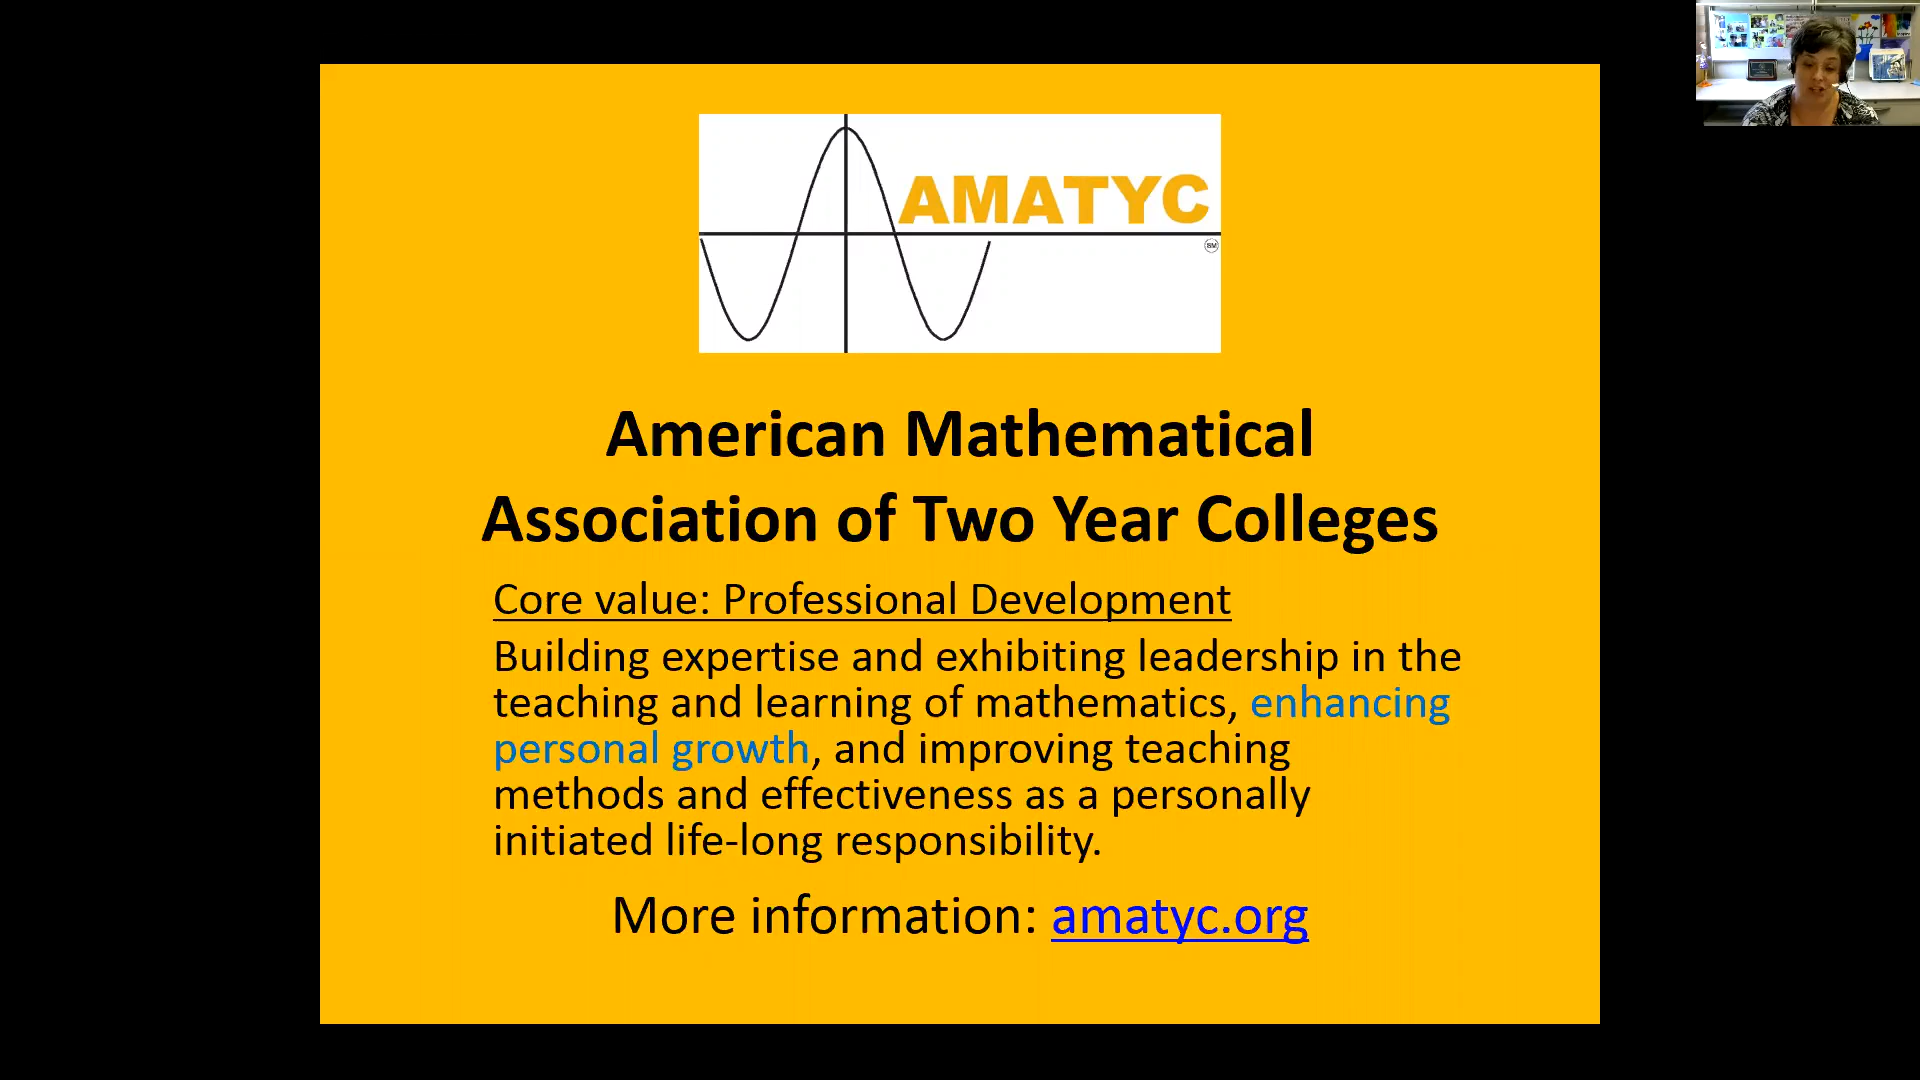 AMATYC
SM
American Mathematical
Association of Two Year Colleges
Core value: Professional Development
Building expertise and exhibiting leadership in the
teaching and learning of mathematics, enhancing
personal growth, and improving teaching
methods and effectiveness as a personally
initiated life-long responsibility.
More information: amatyc.org